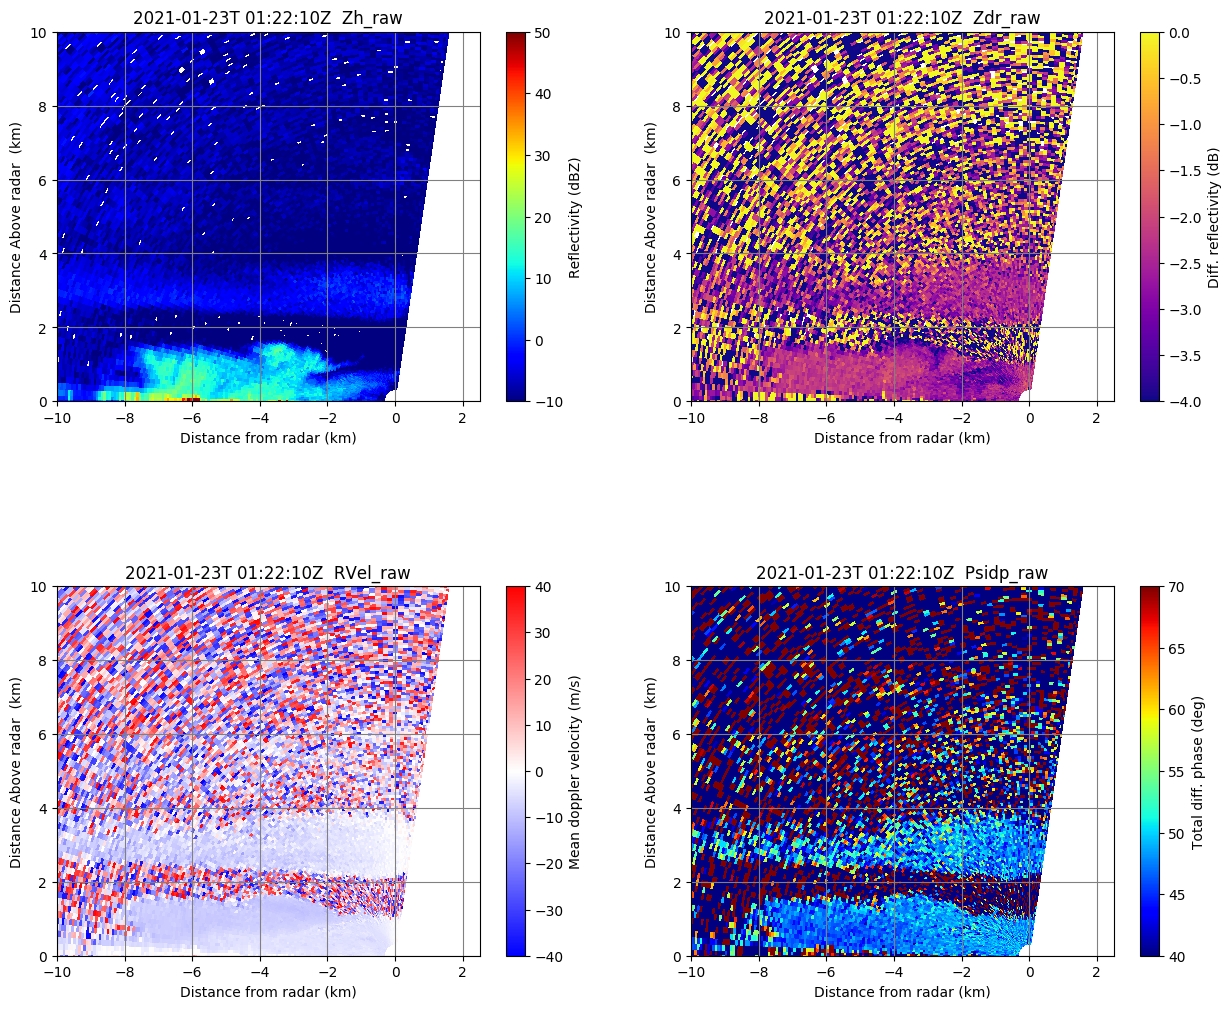 2021-01-23T 01:22:10Z  Zh_raw
10
8
6
4
2
0
Distance Above radar  (km)
−10 −8 −6 −4 −2 0 2
Distance from radar (km)
50
40
30
20
10
0
−10
Reflectivity (dBZ)
2021-01-23T 01:22:10Z  Zdr_raw
10
8
6
4
2
0
Distance Above radar  (km)
−10 −8 −6 −4 −2 0 2
Distance from radar (km)
0.0
−0.5
−1.0
−1.5
−2.0
−2.5
−3.0
−3.5
−4.0
Diff. reflectivity (dB)
2021-01-23T 01:22:10Z  RVel_raw
10
8
6
4
2
0
Distance Above radar  (km)
−10 −8 −6 −4 −2 0 2
Distance from radar (km)
40
30
20
10
0
−10
−20
−30
−40
Mean doppler velocity (m/s)
2021-01-23T 01:22:10Z  Psidp_raw
10
8
6
4
2
0
Distance Above radar  (km)
−10 −8 −6 −4 −2 0 2
Distance from radar (km)
70
65
60
55
50
45
40
Total diff. phase (deg)